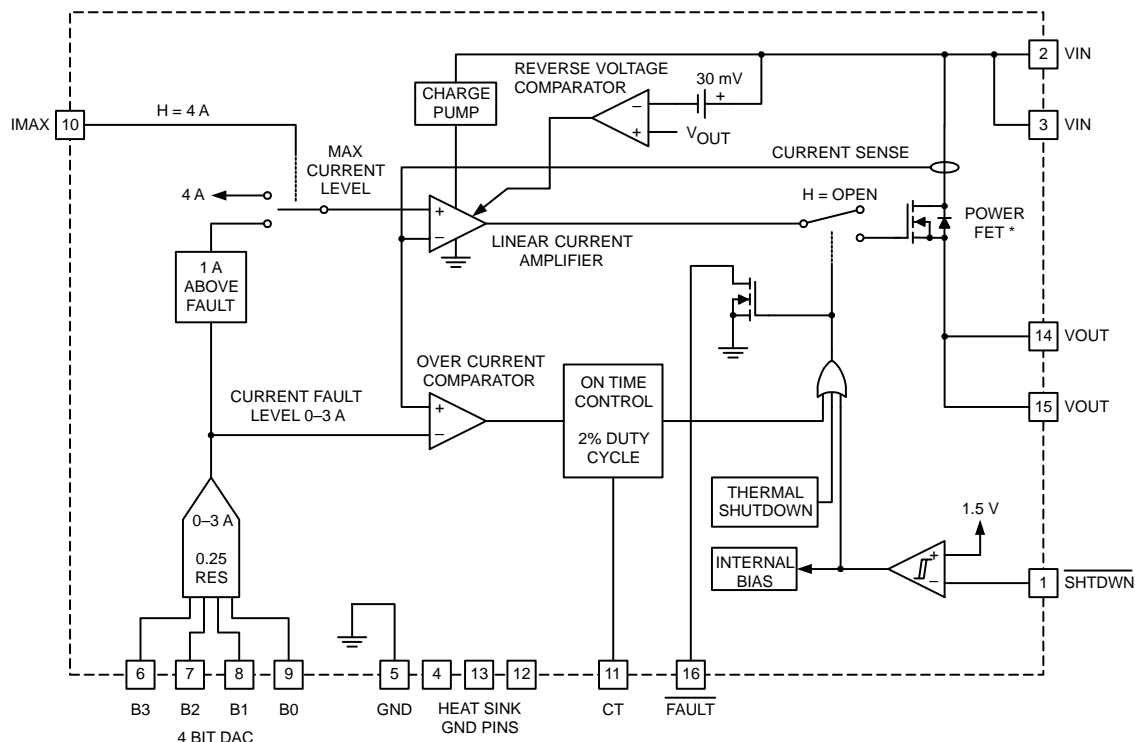 2
VIN
REVERSE VOLTAGE
COMPARATOR
30 mV
+
CHARGE
PUMP
–
+
VOUT
H = 4 A
IMAX
10
3
VIN
MAX
CURRENT
LEVEL
CURRENT SENSE
4 A
H = OPEN
+
–
POWER
FET *
LINEAR CURRENT
AMPLIFIER
1 A
ABOVE
FAULT
14
VOUT
OVER CURRENT
COMPARATOR
ON TIME
CONTROL
2% DUTY
CYCLE
CURRENT FAULT
LEVEL 0–3 A
+
–
15
VOUT
THERMAL
SHUTDOWN
1.5 V
0–3 A
0.25
RES
INTERNAL
BIAS
+
–
1
SHTDWN
6
7
8
9
5
4
13
12
11
16
B3
B2
B1
B0
GND
HEAT SINK
GND PINS
CT
FAULT
4 BIT DAC